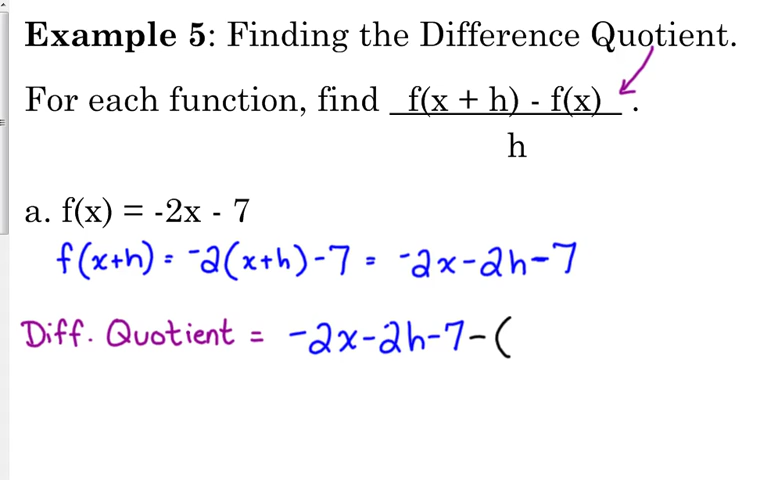 Example 5: Finding the Difference Quotient.
For each function, find f(x + h) - f(x) .
h
a. f(x) = -2x - 7
f(x+h) = -2(x+h) -7 = -2x-2h-7
Diff. Quotient = -2x-2h-7-(